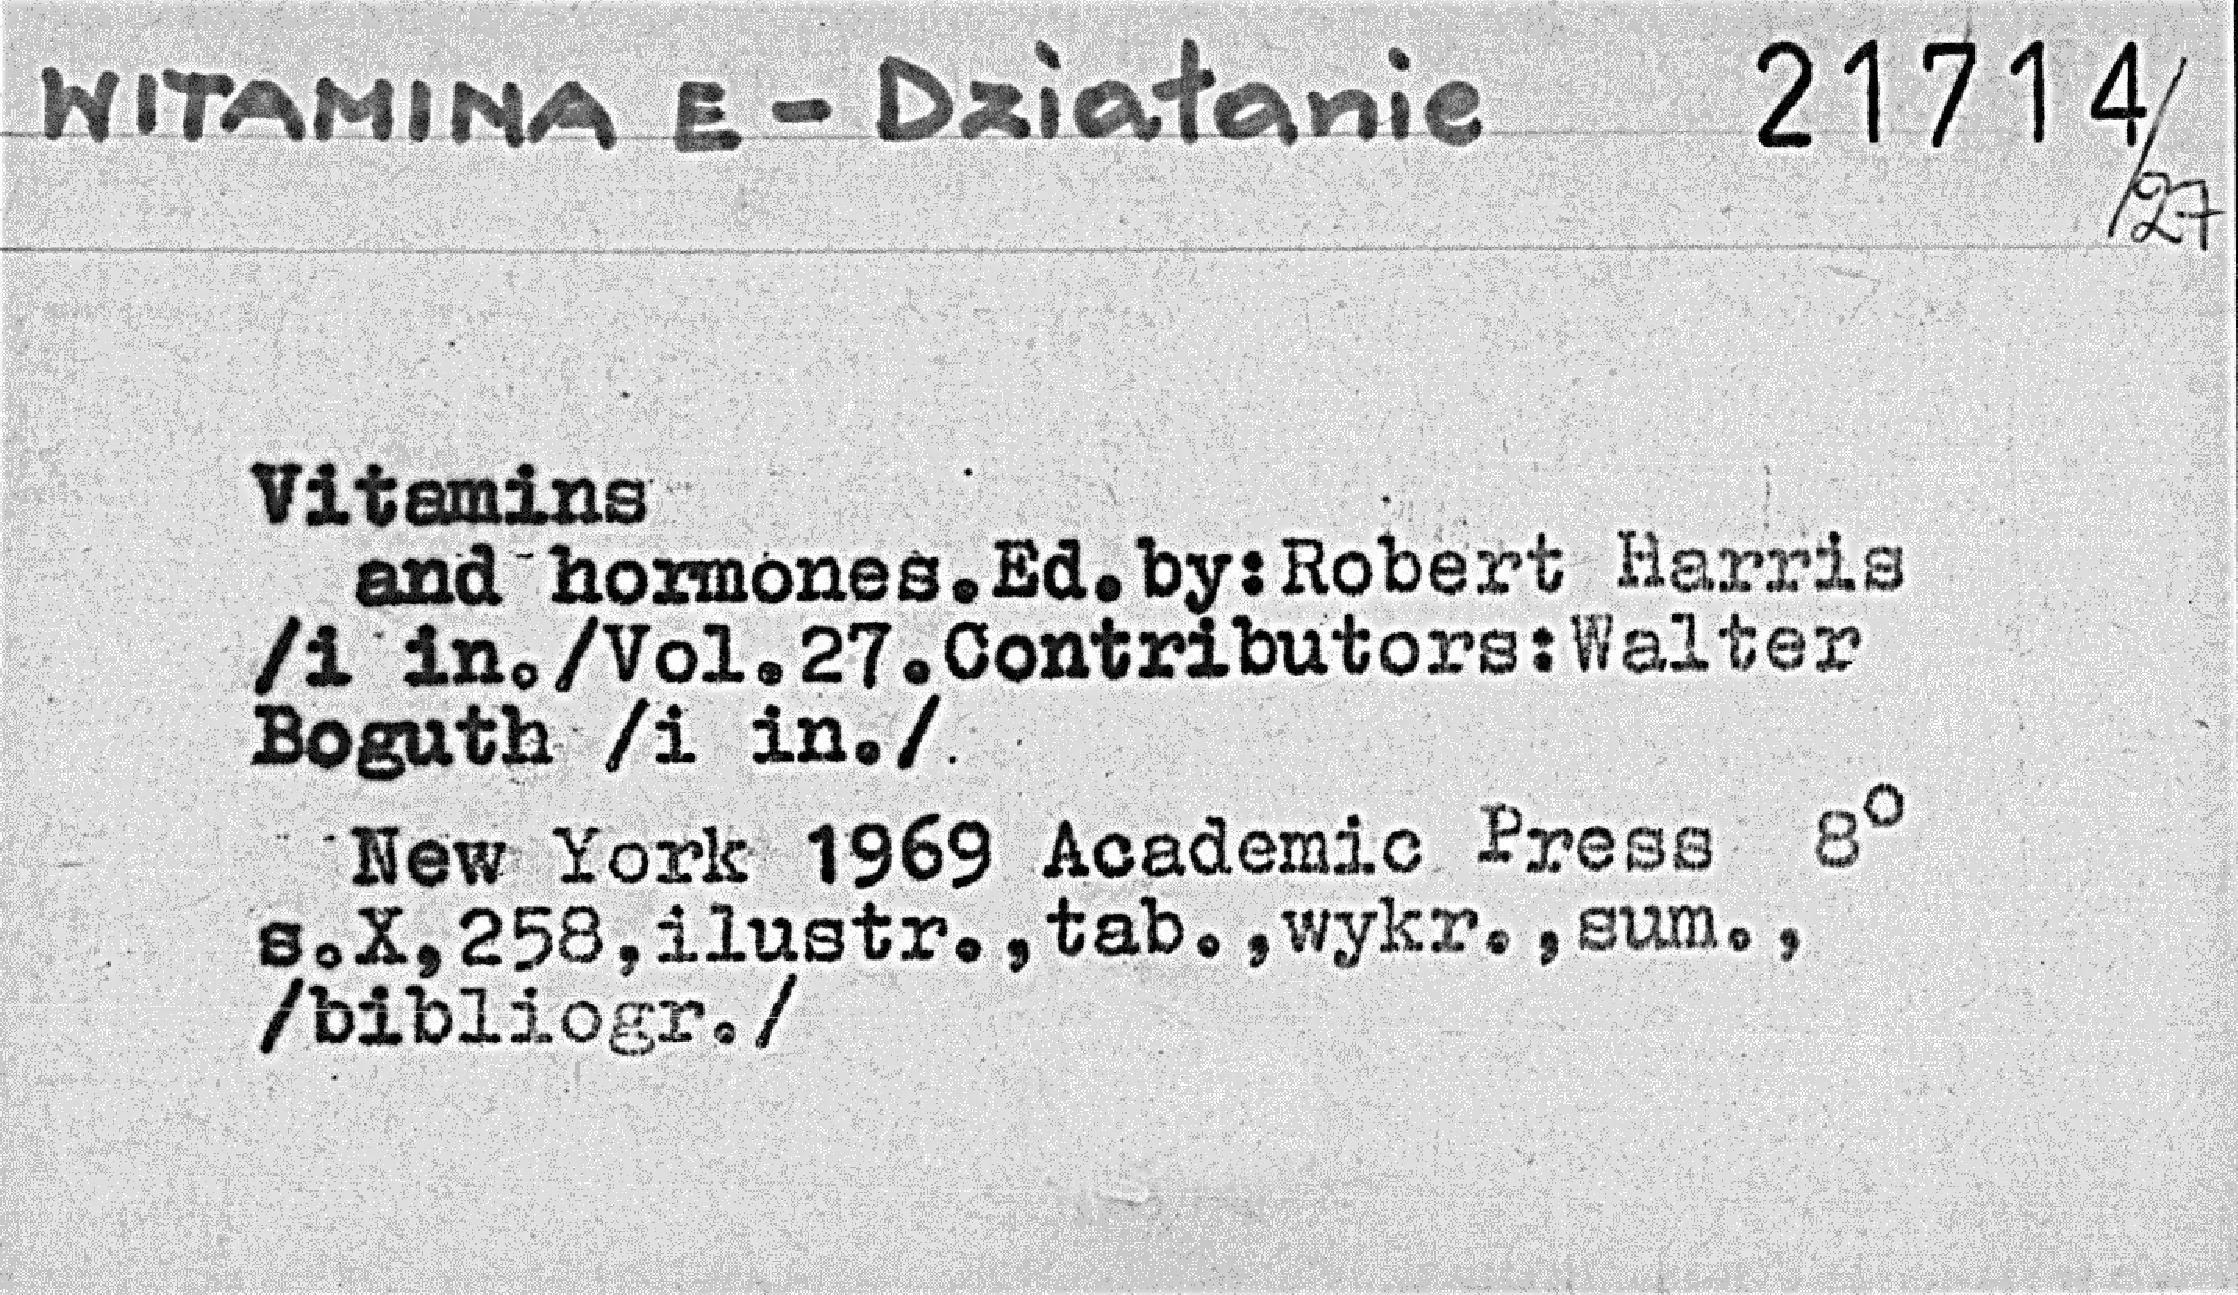 WITAMINA E - Działanie 21714/27
Vitamins
and hormones.Ed.by:Robert Harris
/i in./Vol.27.Contributors:Walter
Boguth /i in./.
New York 1969 Academic Press 8°
s.X,258,ilustr.,tab.,wykr.,sum.,
/bibliogr./